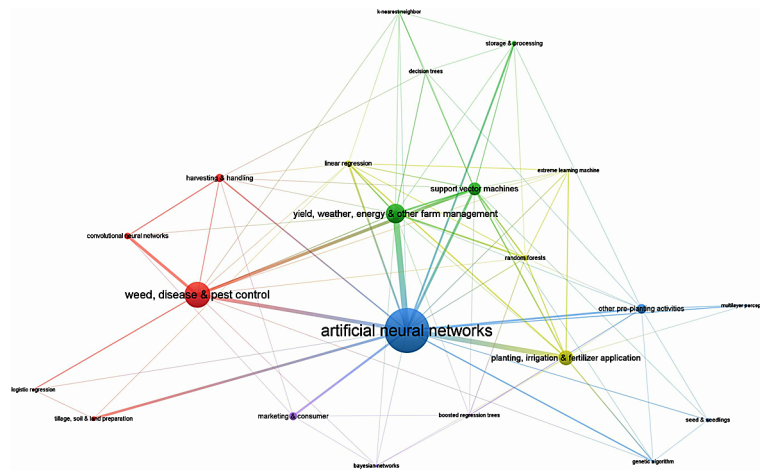 k-nearest neighbor
storage & processing
decision trees
linear regression
extreme learning machine
harvesting & handling
support vector machines
yield, weather, energy & other farm management
convolutional neural networks
random forests
weed, disease & pest control
other pre-planting activities
multilayer percep
artificial neural networks
planting, irrigation & fertilizer application
logistic regression
tillage, soil & land preparation
marketing & consumer
boosted regression trees
seed & seedlings
bayesian networks
genetic algorithm